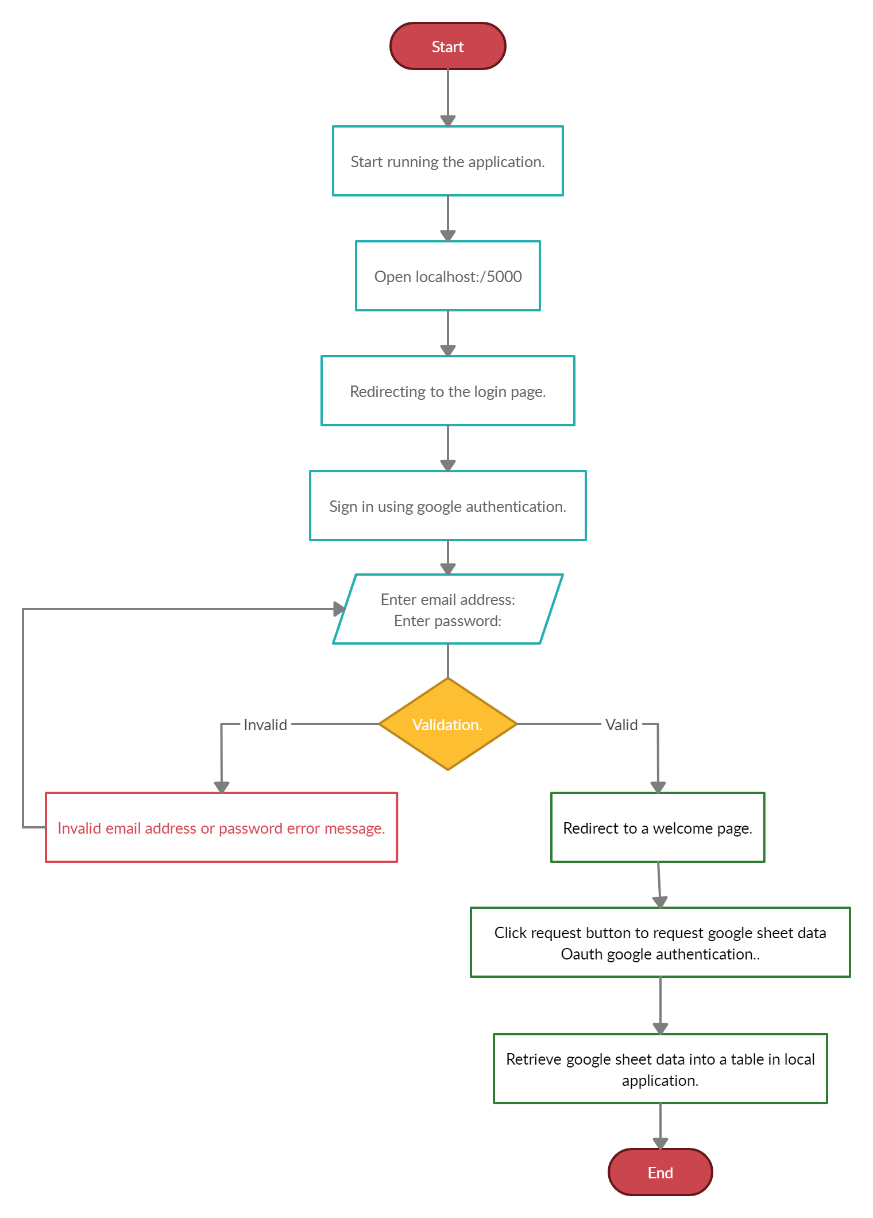 Start
Start running the application.
Open localhost:/5000
Redirecting to the login page.
Sign in using google authentication.
Enter email address:
Enter password:
Invalid
Validation.
Valid
Invalid email address or password error message.
Redirect to a welcome page.
Click request button to request google sheet data
Oauth google authentication..
Retrieve google sheet data into a table in local
application.
End